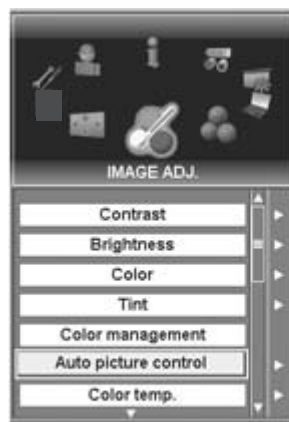 IMAGE ADJ.
Contrast
Brightness
Color
Tint
Color management
Auto picture control
Color temp.